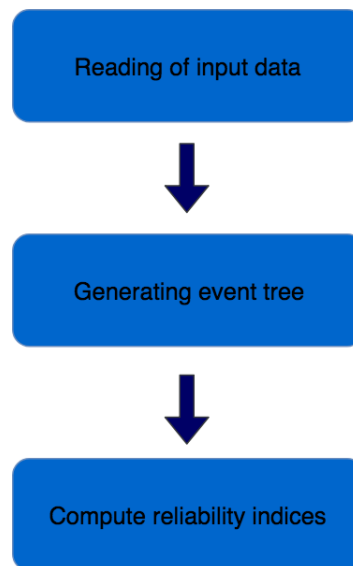 Reading of input data
Generating event tree
Compute reliability indices